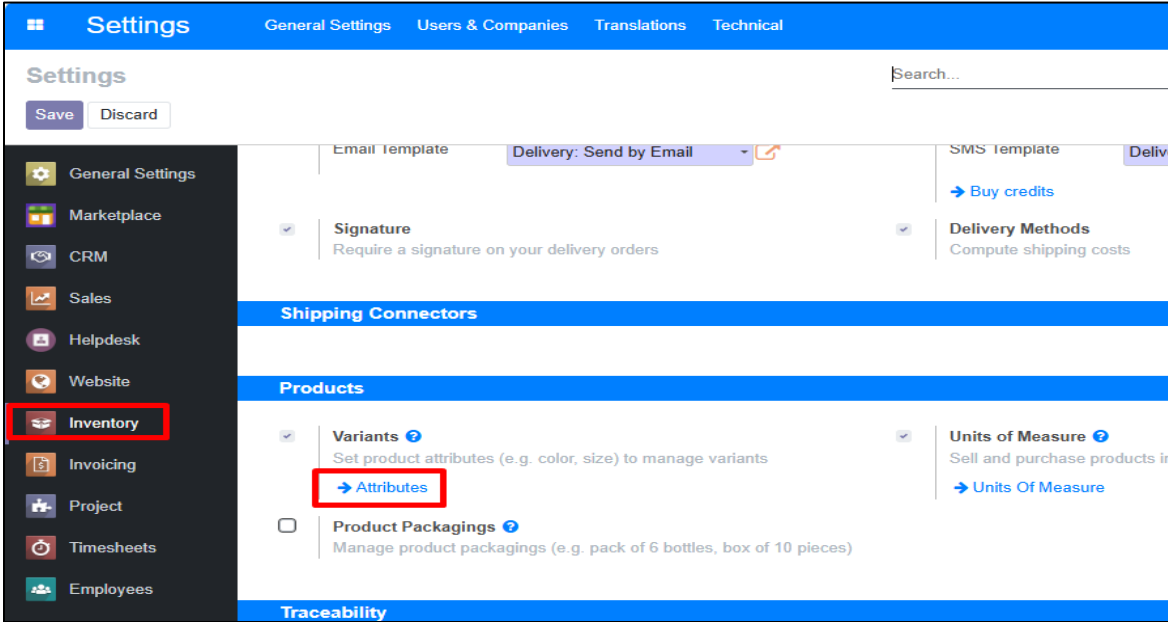 Settings General Settings Users & Companies Translations Technical
Settings
Search...
Save Discard
General Settings
Marketplace
CRM
Sales
Helpdesk
Website
Inventory
Invoicing
Project
Timesheets
Employees
Email Template Delivery: Send by Email
SMS Template
Buy credits
Signature
Require a signature on your delivery orders
Delivery Methods
Compute shipping costs
Shipping Connectors
Products
Variants
Set product attributes (e.g. color, size) to manage variants
Attributes
Units of Measure
Sell and purchase products
Units Of Measure
Product Packagings
Manage product packagings (e.g. pack of 6 bottles, box of 10 pieces)
Traceability